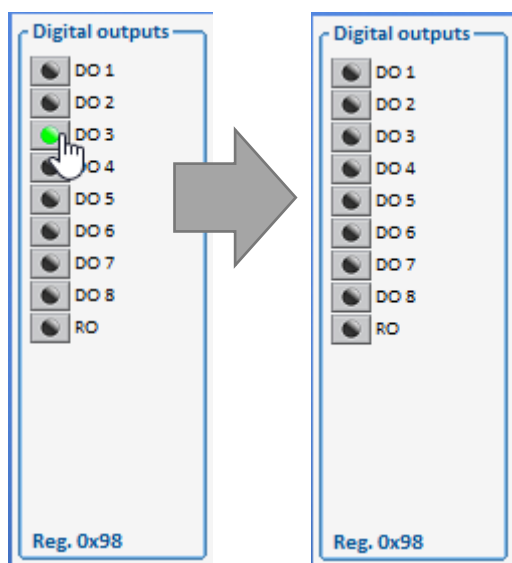 Digital outputs
DO 1
DO 2
DO 3
DO 4
DO 5
DO 6
DO 7
DO 8
RO
Reg. 0x98
Digital outputs
DO 1
DO 2
DO 3
DO 4
DO 5
DO 6
DO 7
DO 8
RO
Reg. 0x98